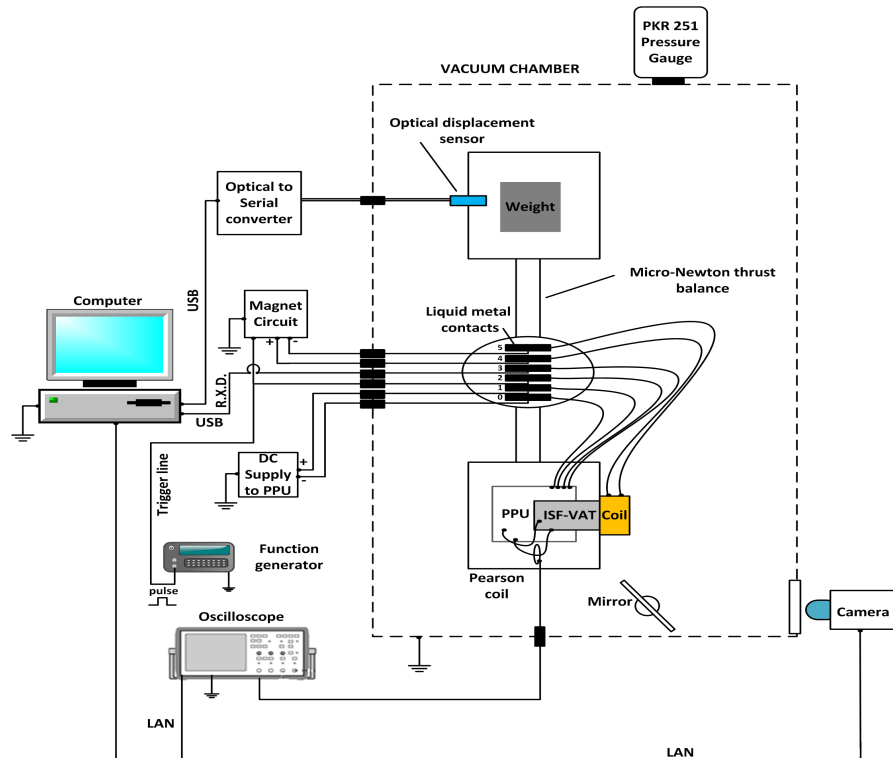 PKR 251
Pressure
Gauge
VACUUM CHAMBER
Optical displacement
sensor
Optical to
Serial
converter
Weight
Micro-Newton thrust
balance
USB
Computer
Magnet
Circuit
+ -
Liquid metal
contacts
5
4
3
2
1
0
R.X.D.
USB
DC
Supply
to PPU
+
-
Trigger line
PPU
ISF-VAT
Coil
Function
generator
pulse
Pearson
coil
Mirror
Camera
Oscilloscope
LAN
LAN